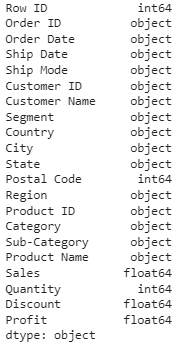 Row ID int64
Order ID object
Order Date object
Ship Date object
Ship Mode object
Customer ID object
Customer Name object
Segment object
Country object
City object
State object
Postal Code int64
Region object
Product ID object
Category object
Sub-Category object
Product Name object
Sales float64
Quantity int64
Discount float64
Profit float64
dtype: object